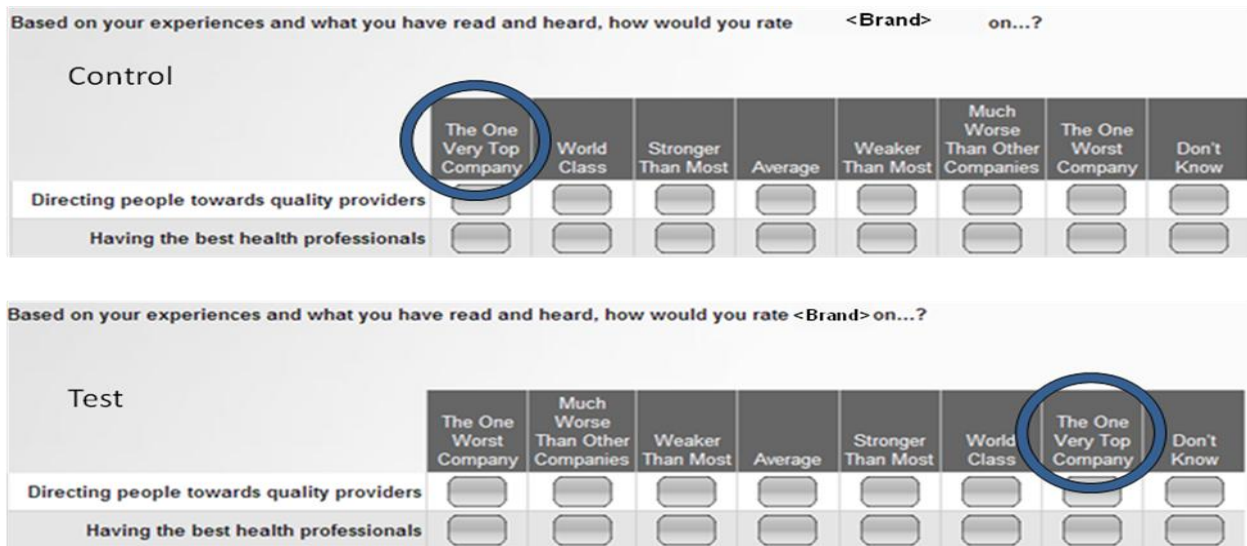 Based on your experiences and what you have read and heard, how would you rate <Brand> on...?
Control
The One Very Top Company
World Class
Stronger Than Most
Average
Weaker Than Most
Much Worse Than Other Companies
The One Worst Company
Don't Know
Directing people towards quality providers
Having the best health professionals
Based on your experiences and what you have read and heard, how would you rate <Brand> on...?
Test
The One Worst Company
Much Worse Than Other Companies
Weaker Than Most
Average
Stronger Than Most
World Class
The One Very Top Company
Don't Know
Directing people towards quality providers
Having the best health professionals